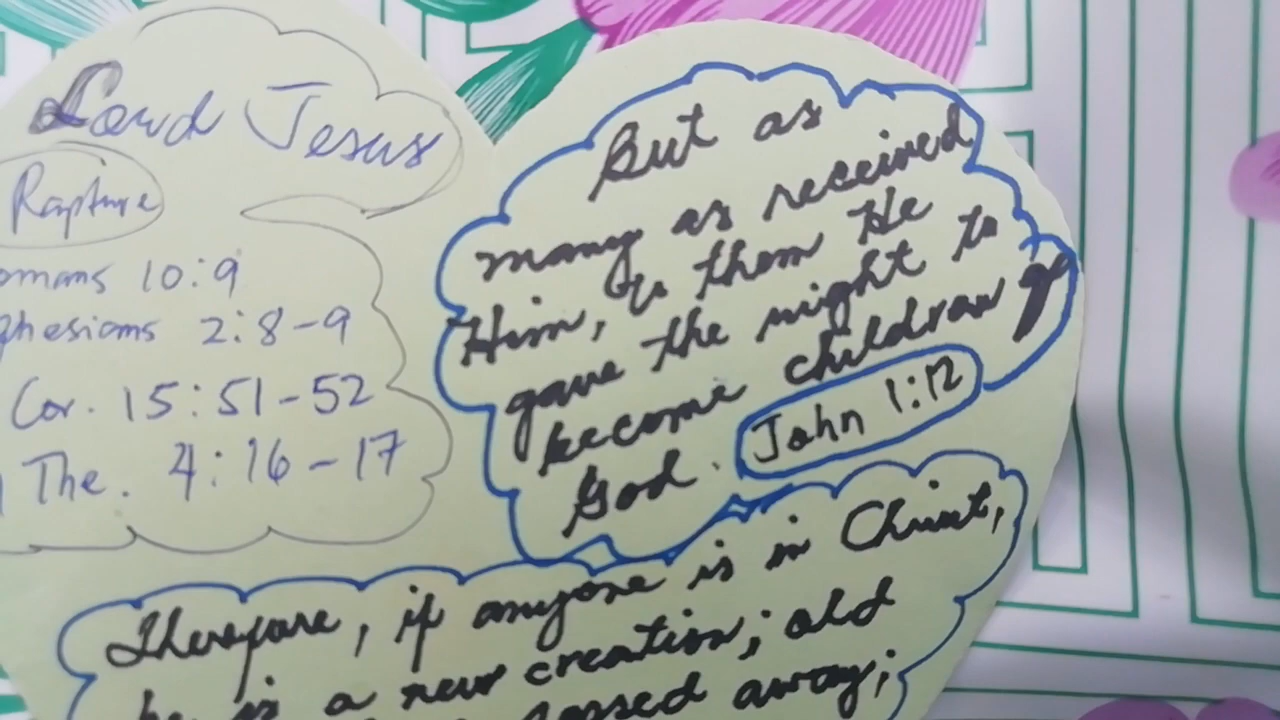 Lord Jesus
Rapture
omans 10:9
phesians 2:8-9
Cor. 15:51-52
The. 4:16-17
But as
many as received
Him, to them He
gave the right to
become children of
God.
John 1:12
Therefore, if anyone is in Christ,
he is a new creation; old
passed away;